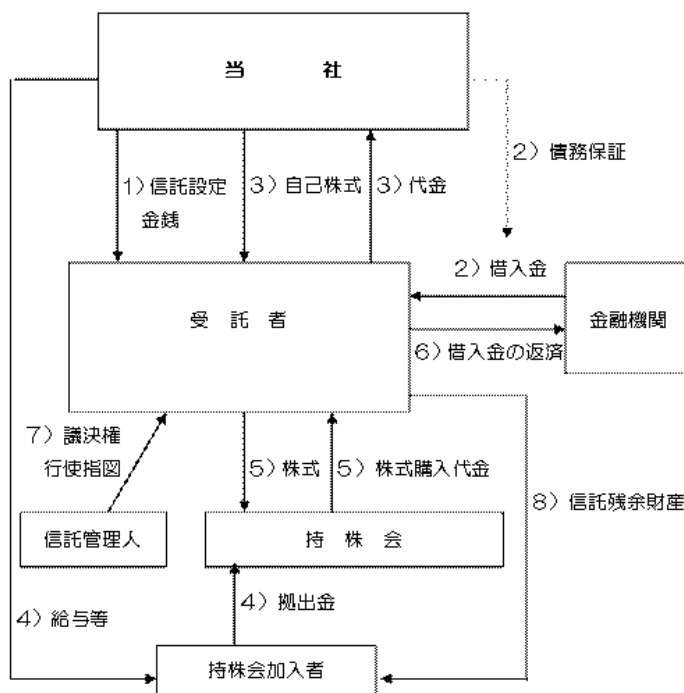 当　　　社
2）債務保証
1）信託設定
金銭
3）自己株式
3）代金
2）借入金
受　託　者
金融機関
6）借入金の返済
7）議決権
行使指図
5）株式
5）株式購入代金
8）信託残余財産
信託管理人
持　株　会
4）給与等
4）拠出金
持株会加入者